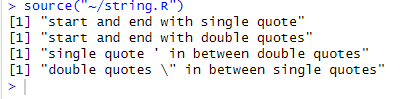 > source("~/string.R")
[1] "start and end with single quote"
[1] "start and end with double quotes"
[1] "single quote ' in between double quotes"
[1] "double quotes \" in between single quotes"
>